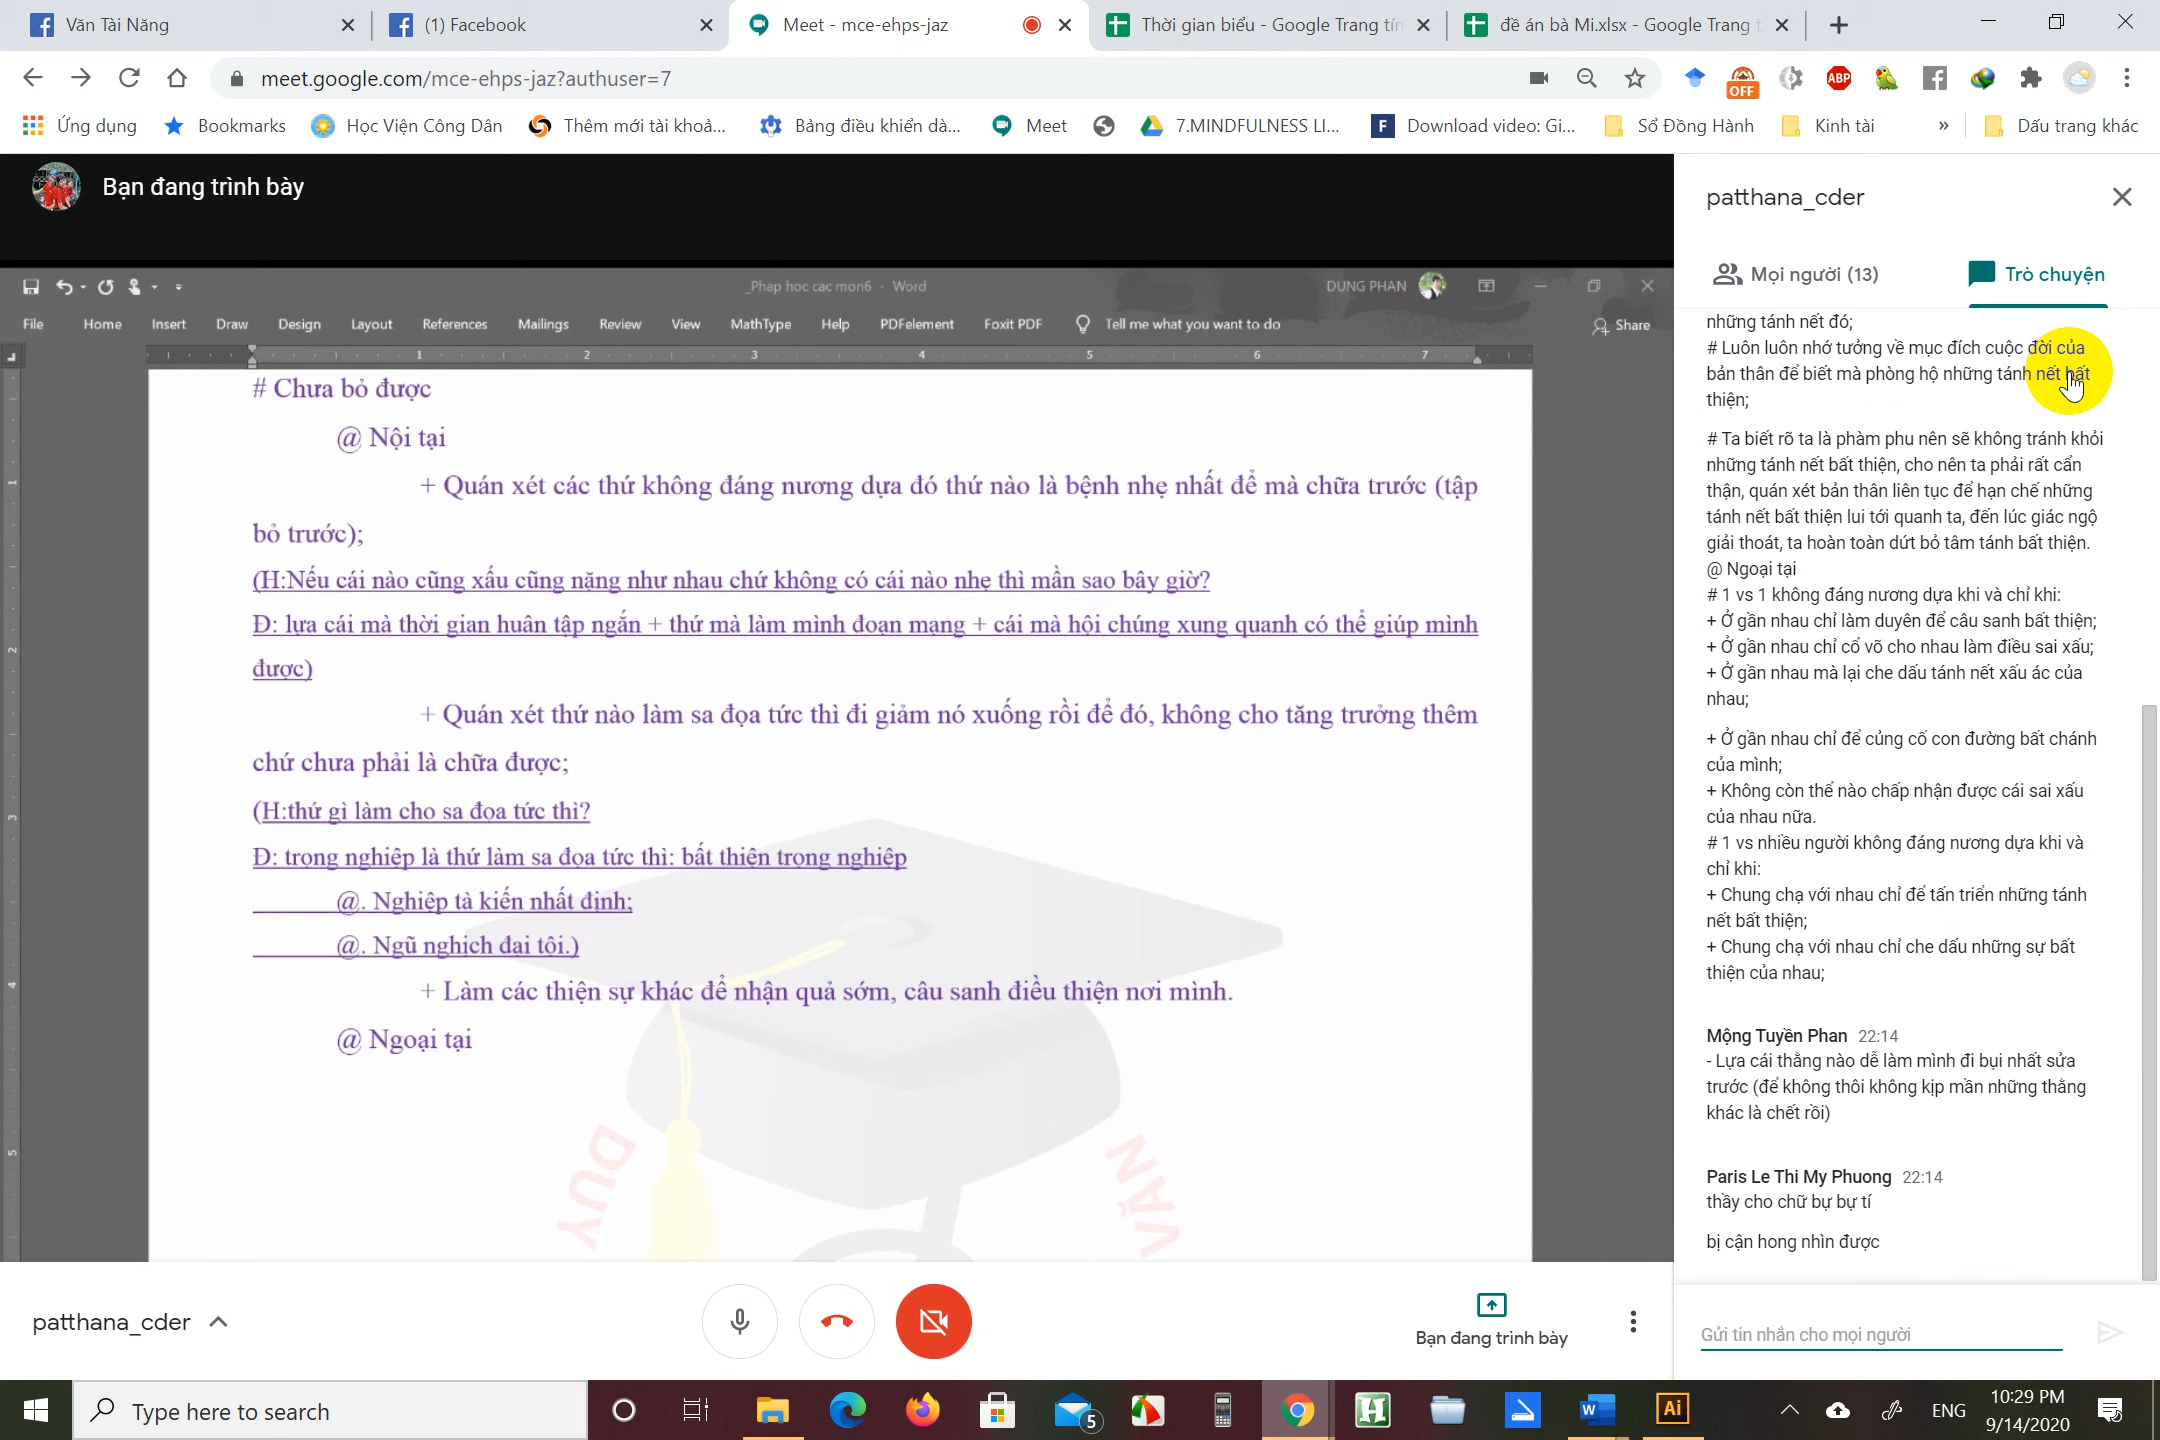 Văn Tài Năng
(1) Facebook
Meet - mce-ehps-jaz
Thời gian biểu - Google Trang tín
đề án bà Mi.xlsx - Google Trang t
meet.google.com/mce-ehps-jaz?authuser=7
ABP
OFF
Ứng dụng
Bookmarks
Học Viện Công Dân
Thêm mới tài khoả...
Bảng điều khiển dà...
Meet
7.MINDFULNESS LI...
F
Download video: Gi...
Sổ Đồng Hành
Kinh tài
»
Dấu trang khác
Bạn đang trình bày
_Phap hoc cac mon6 - Word
DUNG PHAN
File
Home
Insert
Draw
Design
Layout
References
Mailings
Review
View
MathType
Help
PDFelement
Foxit PDF
Tell me what you want to do
Share
1 2 3 4 5 6 7
# Chưa bỏ được
@ Nội tại
+ Quán xét các thứ không đáng nương dựa đó thứ nào là bệnh nhẹ nhất để mà chữa trước (tập
bỏ trước);
(H:Nếu cái nào cũng xấu cũng nặng như nhau chứ không có cái nào nhẹ thì mần sao bây giờ?
Đ: lựa cái mà thời gian huân tập ngắn + thứ mà làm mình đoạn mạng + cái mà hội chúng xung quanh có thể giúp mình
được)
+ Quán xét thứ nào làm sa đọa tức thì đi giảm nó xuống rồi để đó, không cho tăng trưởng thêm
chứ chưa phải là chữa được;
(H:thứ gì làm cho sa đọa tức thì?
Đ: trọng nghiệp là thứ làm sa đọa tức thì: bất thiện trọng nghiệp
@. Nghiệp tà kiến nhất định;
@. Ngũ nghịch đại tội.)
+ Làm các thiện sự khác để nhận quả sớm, câu sanh điều thiện nơi mình.
@ Ngoại tại
DUY
VĂN
1
2
3
4
5
patthana_cder
Mọi người (13)
Trò chuyện
những tánh nết đó;
# Luôn luôn nhớ tưởng về mục đích cuộc đời của
bản thân để biết mà phòng hộ những tánh nết bất
thiện;
# Ta biết rõ ta là phàm phu nên sẽ không tránh khỏi
những tánh nết bất thiện, cho nên ta phải rất cẩn
thận, quán xét bản thân liên tục để hạn chế những
tánh nết bất thiện lui tới quanh ta, đến lúc giác ngộ
giải thoát, ta hoàn toàn dứt bỏ tâm tánh bất thiện.
@ Ngoại tại
# 1 vs 1 không đáng nương dựa khi và chỉ khi:
+ Ở gần nhau chỉ làm duyên để câu sanh bất thiện;
+ Ở gần nhau chỉ cổ võ cho nhau làm điều sai xấu;
+ Ở gần nhau mà lại che dấu tánh nết xấu ác của
nhau;
+ Ở gần nhau chỉ để củng cố con đường bất chánh
của mình;
+ Không còn thể nào chấp nhận được cái sai xấu
của nhau nữa.
# 1 vs nhiều người không đáng nương dựa khi và
chỉ khi:
+ Chung chạ với nhau chỉ để tấn triển những tánh
nết bất thiện;
+ Chung chạ với nhau chỉ che dấu những sự bất
thiện của nhau;
Mộng Tuyền Phan 22:14
- Lựa cái thằng nào dễ làm mình đi bụi nhất sửa
trước (để không thôi không kịp mần những thằng
khác là chết rồi)
Paris Le Thi My Phuong 22:14
thầy cho chữ bự bự tí
bị cận hong nhìn được
Gửi tin nhắn cho mọi người
patthana_cder
Bạn đang trình bày
Type here to search
5
Ai
ENG
10:29 PM
9/14/2020